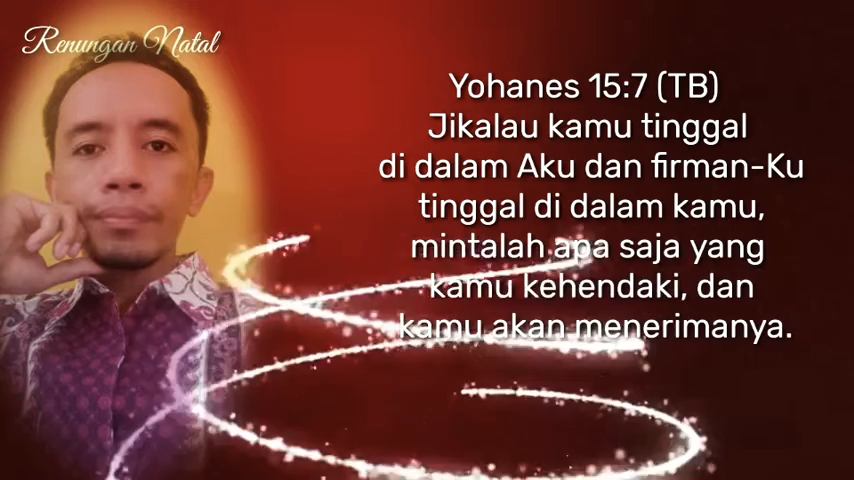 Renungan Natal
Yohanes 15:7 (TB)
Jikalau kamu tinggal
di dalam Aku dan firman-Ku
tinggal di dalam kamu,
mintalah apa saja yang
kamu kehendaki, dan
kamu akan menerimanya.